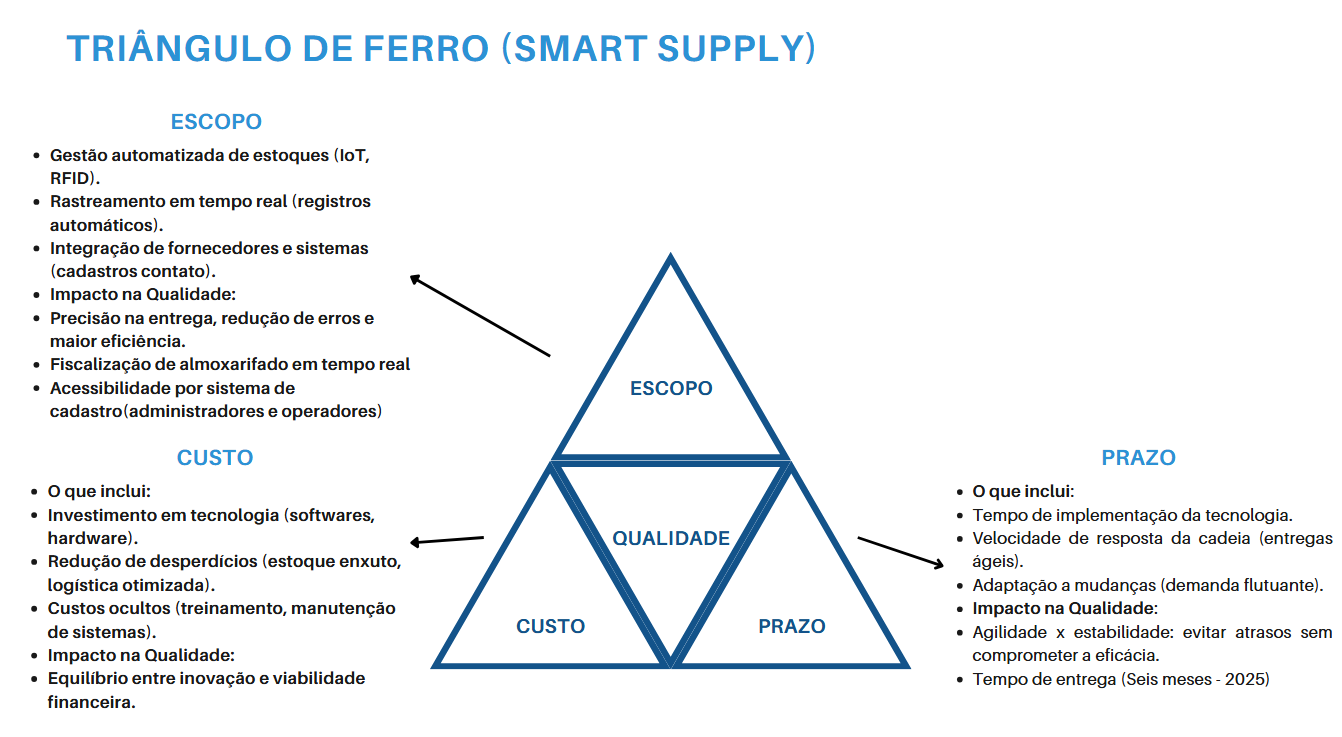 TRIÂNGULO DE FERRO (SMART SUPPLY)
ESCOPO
• Gestão automatizada de estoques (IoT,
RFID).
• Rastreamento em tempo real (registros
automáticos).
• Integração de fornecedores e sistemas
(cadastros contato).
• Impacto na Qualidade:
• Precisão na entrega, redução de erros e
maior eficiência.
• Fiscalização de almoxarifado em tempo real
• Acessibilidade por sistema de
cadastro(administradores e operadores)
CUSTO
• O que inclui:
• Investimento em tecnologia (softwares,
hardware).
• Redução de desperdícios (estoque enxuto,
logística otimizada).
• Custos ocultos (treinamento, manutenção
de sistemas).
• Impacto na Qualidade:
• Equilíbrio entre inovação e viabilidade
financeira.
ESCOPO
QUALIDADE
CUSTO
PRAZO
PRAZO
• O que inclui:
• Tempo de implementação da tecnologia.
• Velocidade de resposta da cadeia (entregas
ágeis).
• Adaptação a mudanças (demanda flutuante).
• Impacto na Qualidade:
• Agilidade x estabilidade: evitar atrasos sem
comprometer a eficácia.
• Tempo de entrega (Seis meses - 2025)